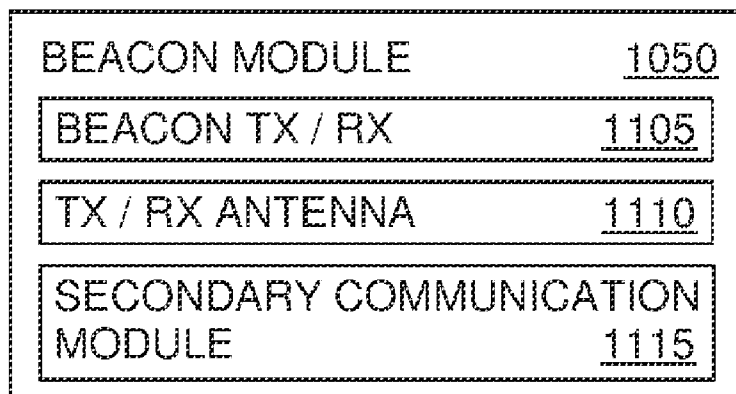 BEACON MODULE 1050
BEACON TX / RX 1105
TX / RX ANTENNA 1110
SECONDARY COMMUNICATION
MODULE 1115